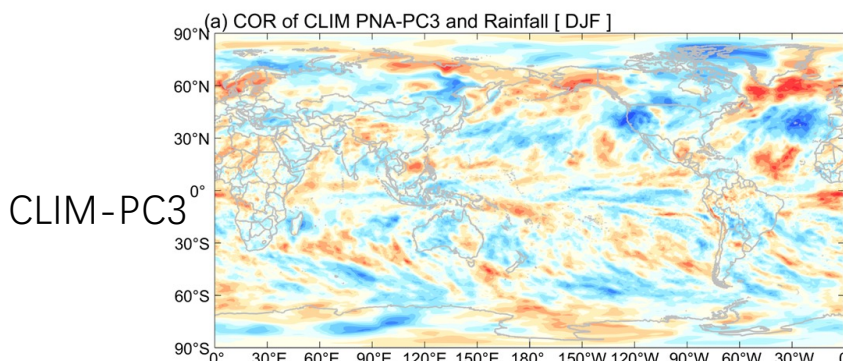 (a) COR of CLIM PNA-PC3 and Rainfall [ DJF ]
90°N
60°N
30°N
CLIM-PC3
0°
30°S
60°S
90°S
0° 30°E 60°E 90°E 120°E 150°E 180° 150°W 120°W 90°W 60°W 30°W 0